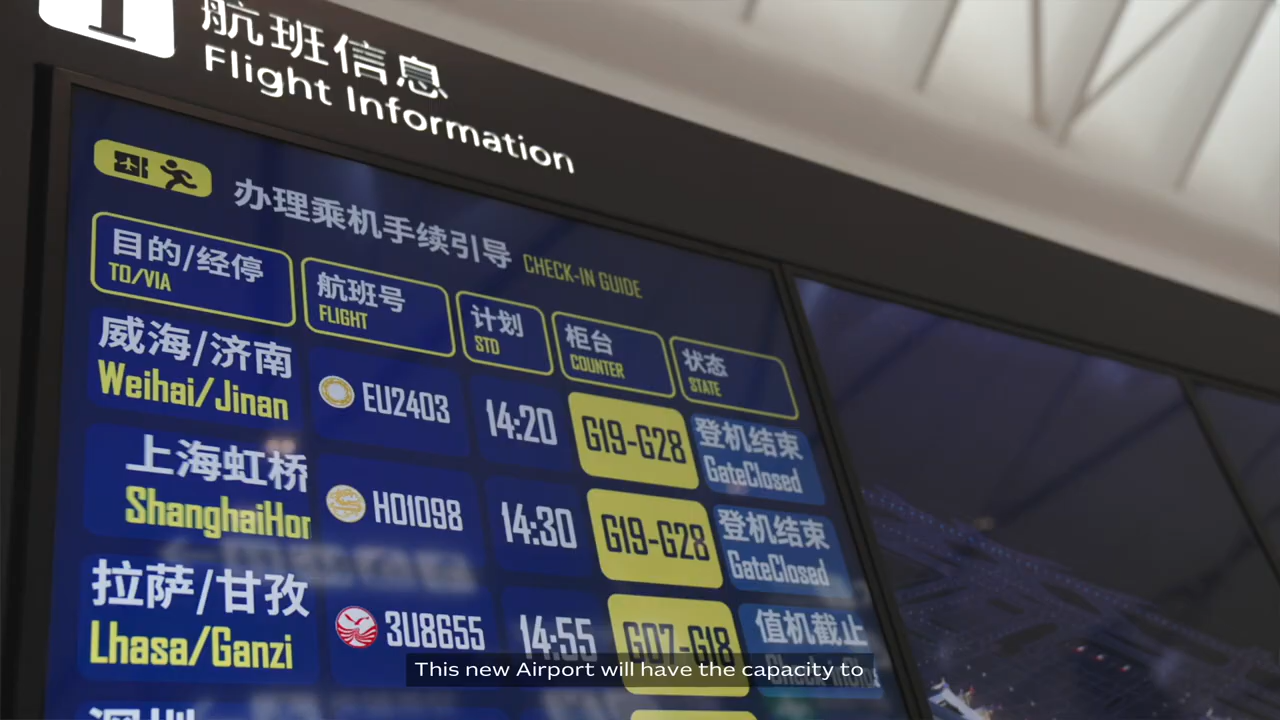 航班信息
Flight Information
办理乘机手续引导 CHECK-IN GUIDE
目的/经停 航班号 计划 柜台 状态
TO/VIA FLIGHT STD COUNTER STATE
威海/济南 EU2403 14:20 G19-G28 登机结束
Weihai/Jinan GateClosed
上海虹桥 HO1098 14:30 G19-G28 登机结束
ShanghaiHon GateClosed
拉萨/甘孜 3U8655 14:55 G07-G18 值机截止
Lhasa/Ganzi
This new Airport will have the capacity to
深圳